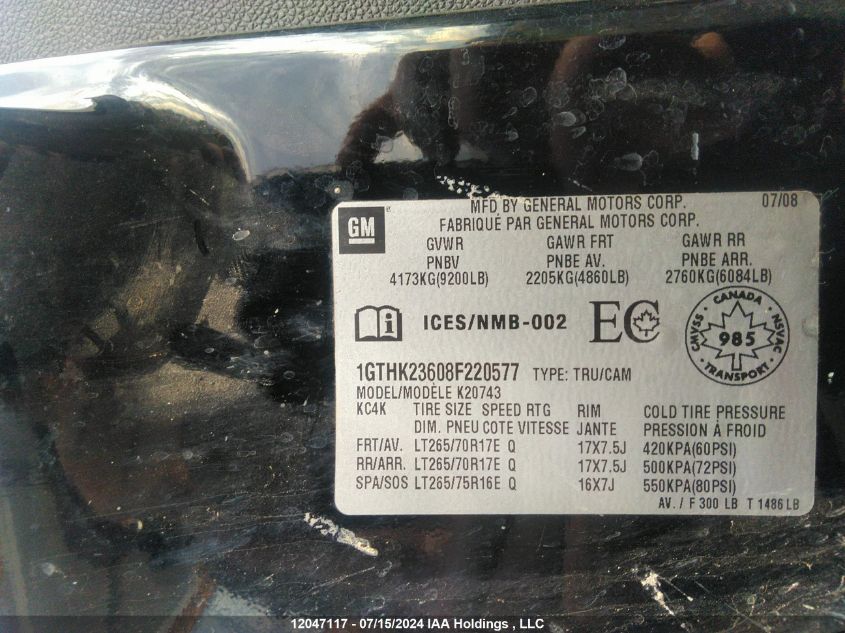 MFD BY GENERAL MOTORS CORP. 07/08
FABRIQUÉ PAR GENERAL MOTORS CORP.
GM
GVWR GAWR FRT GAWR RR
PNBV PNBE AV. PNBE ARR.
4173KG(9200LB) 2205KG(4860LB) 2760KG(6084LB)
ICES/NMB-002 EC
CANADA
CMVSS 985 NSVAC
TRANSPORT
1GTHK23608F220577 TYPE: TRU/CAM
MODEL/MODÈLE K20743
KC4K TIRE SIZE SPEED RTG RIM COLD TIRE PRESSURE
DIM. PNEU COTE VITESSE JANTE PRESSION À FROID
FRT/AV. LT265/70R17E Q 17X7.5J 420KPA(60PSI)
RR/ARR. LT265/70R17E Q 17X7.5J 500KPA(72PSI)
SPA/SOS LT265/75R16E Q 16X7J 550KPA(80PSI)
AV. / F 300 LB T 1486 LB
12047117 - 07/15/2024 IAA Holdings , LLC